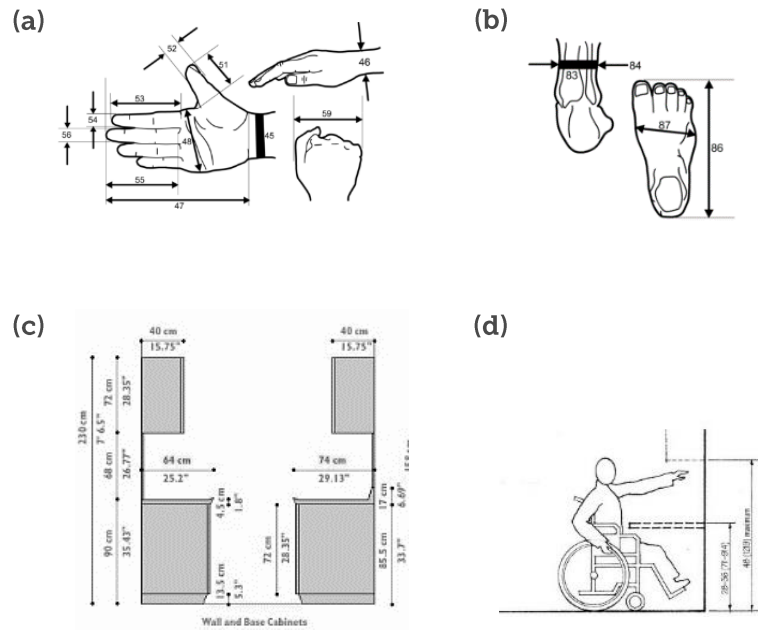 (a)
52
51
53
54
56
48
45
55
47
46
59
(b)
84
83
87
86
(c)
40 cm
15.75"
40 cm
15.75"
72 cm
28.35"
230 cm
7' 6.5"
68 cm
26.77"
64 cm
25.2"
74 cm
29.13"
4.5 cm
1.8"
17 cm
6.69"
90 cm
35.43"
72 cm
28.35"
85.5 cm
33.7"
13.5 cm
5.3"
Wall and Base Cabinets
(d)
maximum